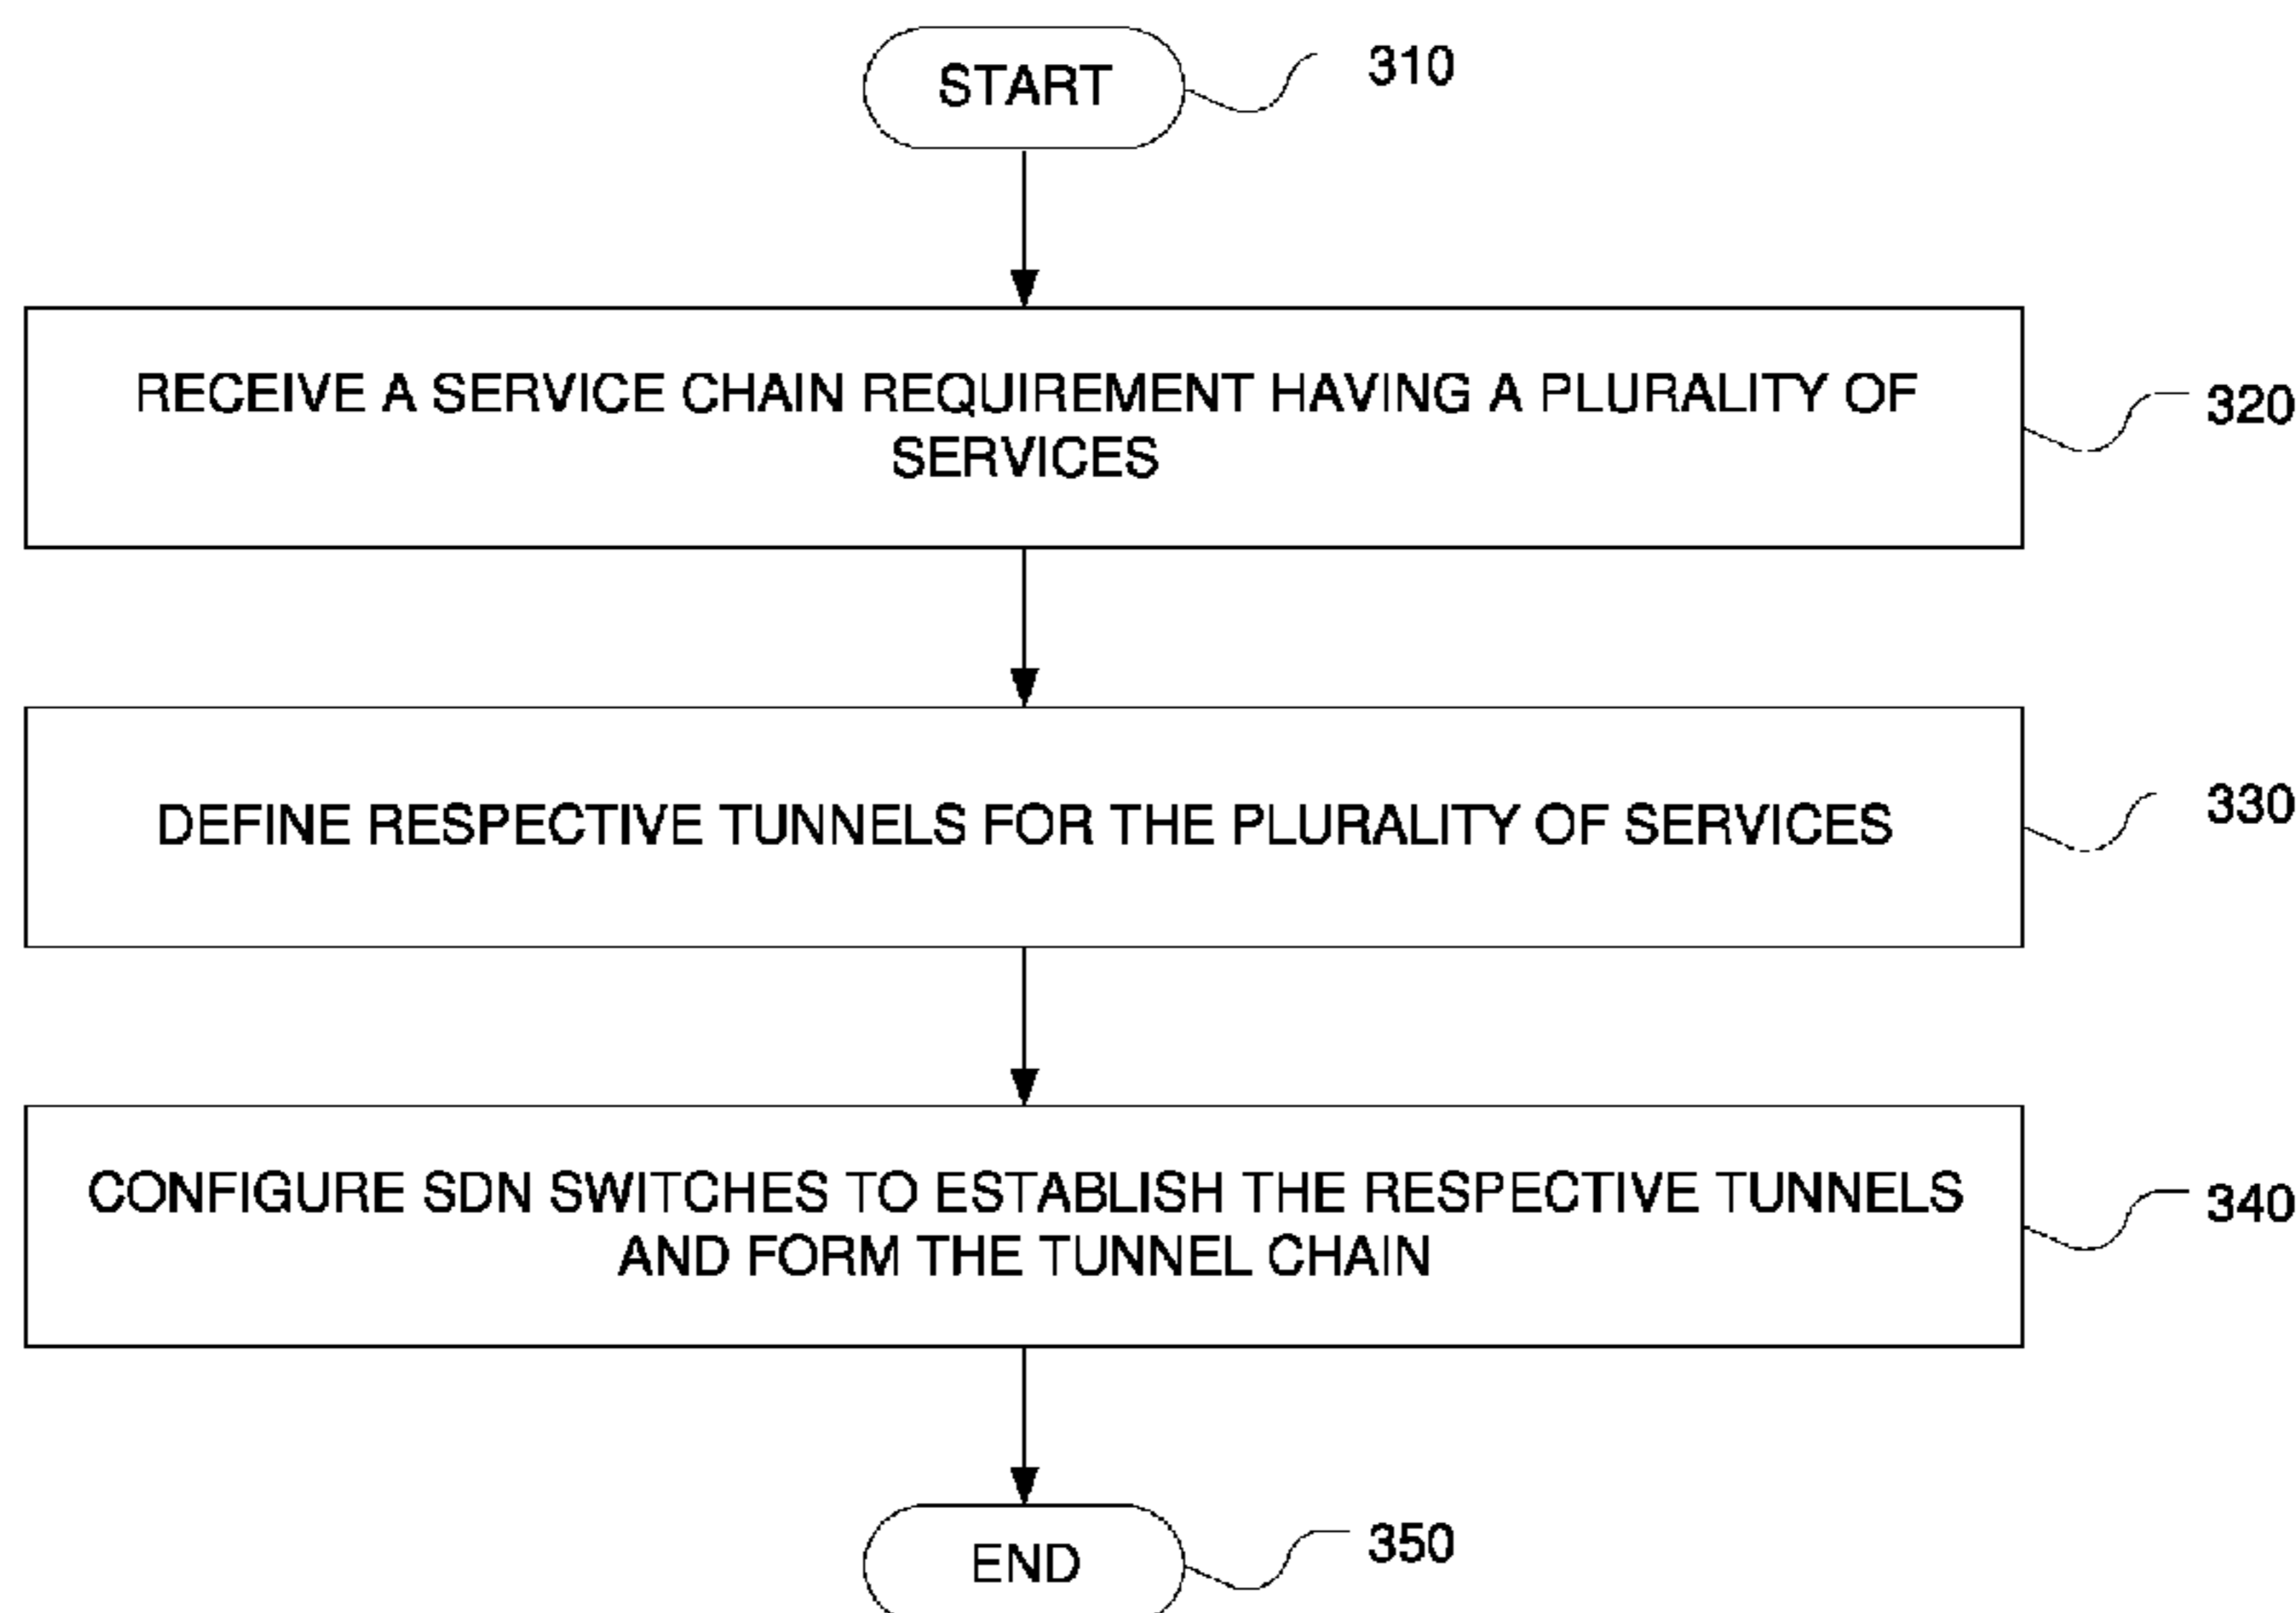 START
310
RECEIVE A SERVICE CHAIN REQUIREMENT HAVING A PLURALITY OF
SERVICES
320
DEFINE RESPECTIVE TUNNELS FOR THE PLURALITY OF SERVICES
330
CONFIGURE SDN SWITCHES TO ESTABLISH THE RESPECTIVE TUNNELS
AND FORM THE TUNNEL CHAIN
340
END
350